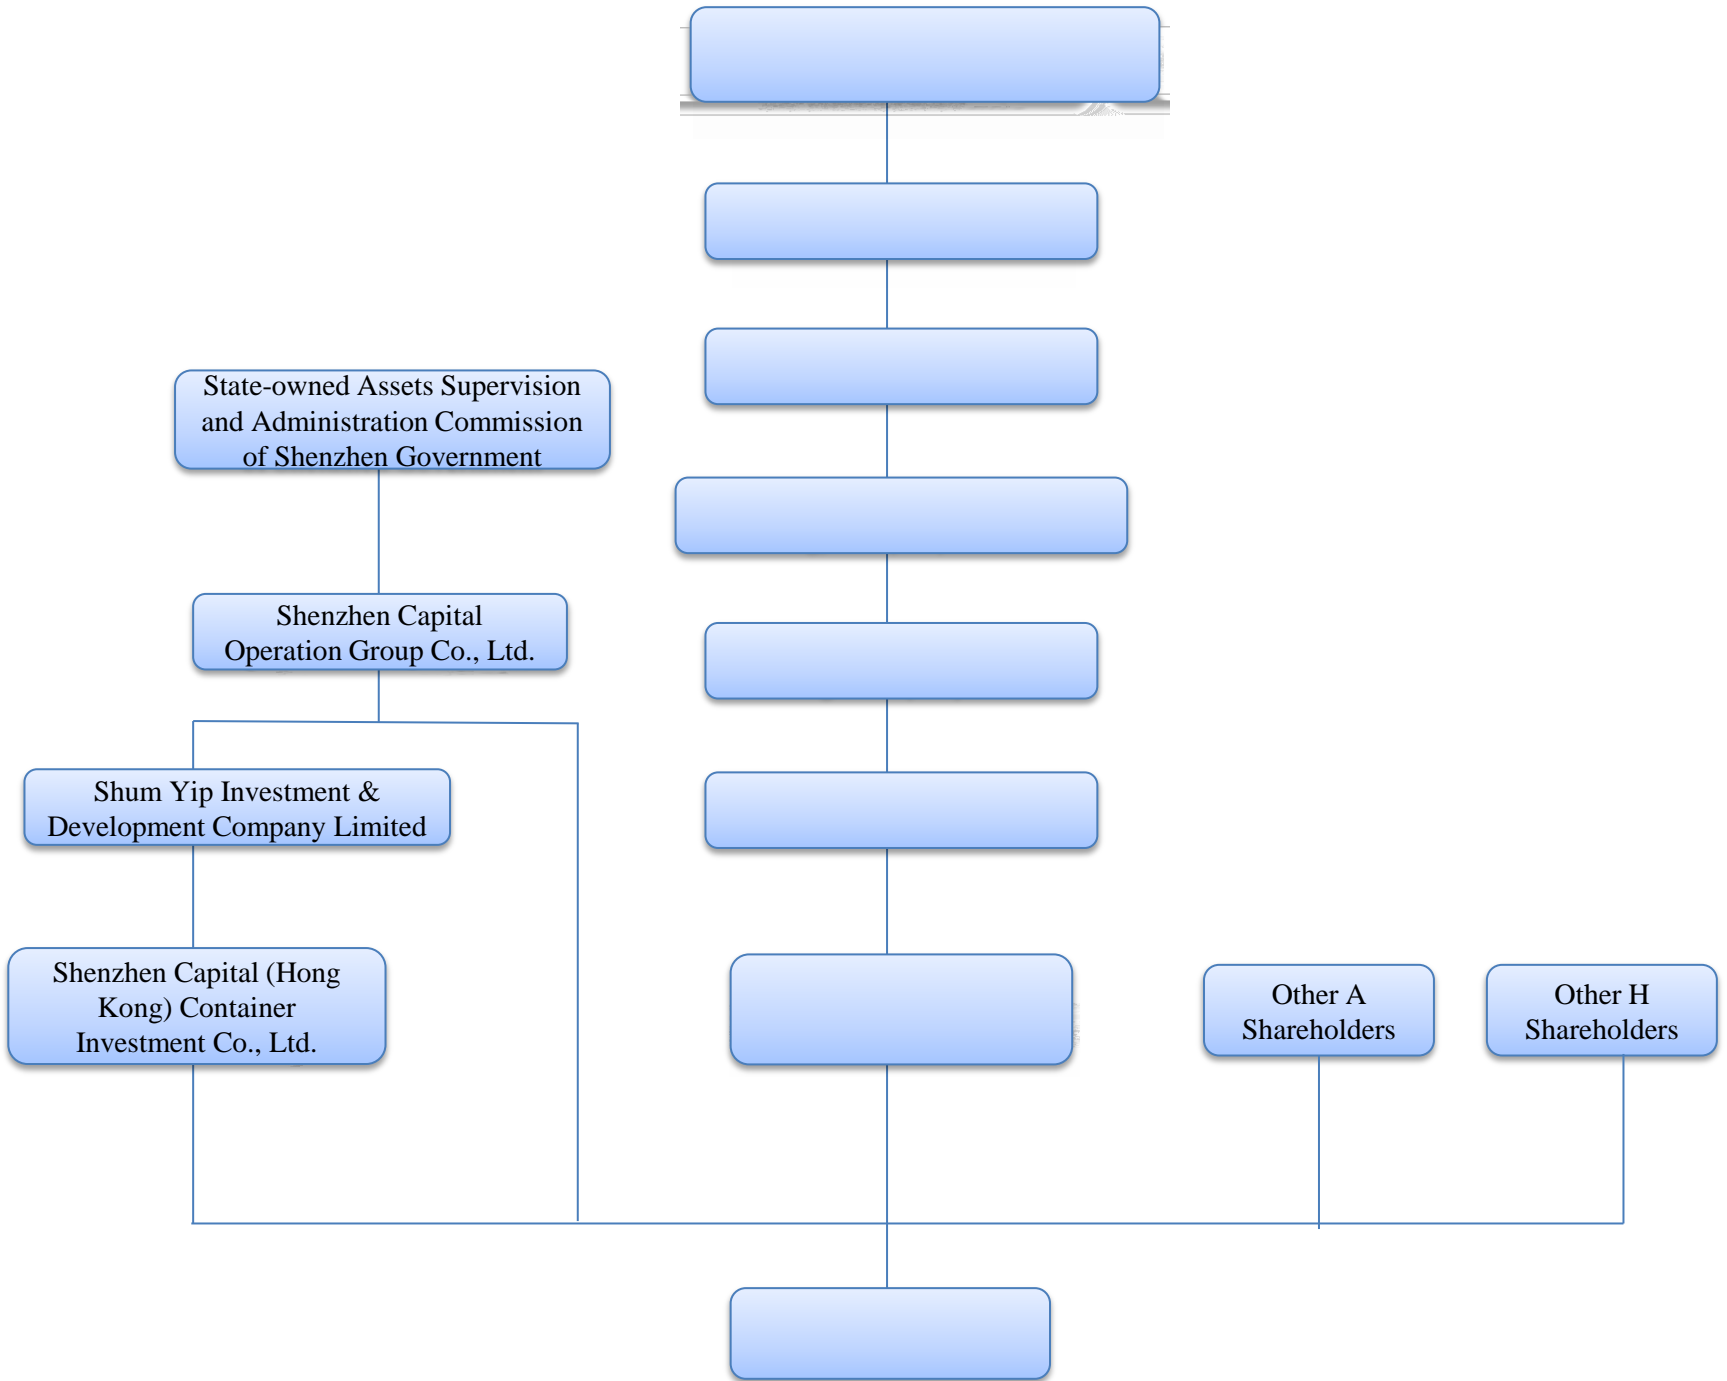 State-owned Assets Supervision
and Administration Commission
of Shenzhen Government
Shenzhen Capital
Operation Group Co., Ltd.
Shum Yip Investment &
Development Company Limited
Shenzhen Capital (Hong
Kong) Container
Investment Co., Ltd.
Other A
Shareholders
Other H
Shareholders